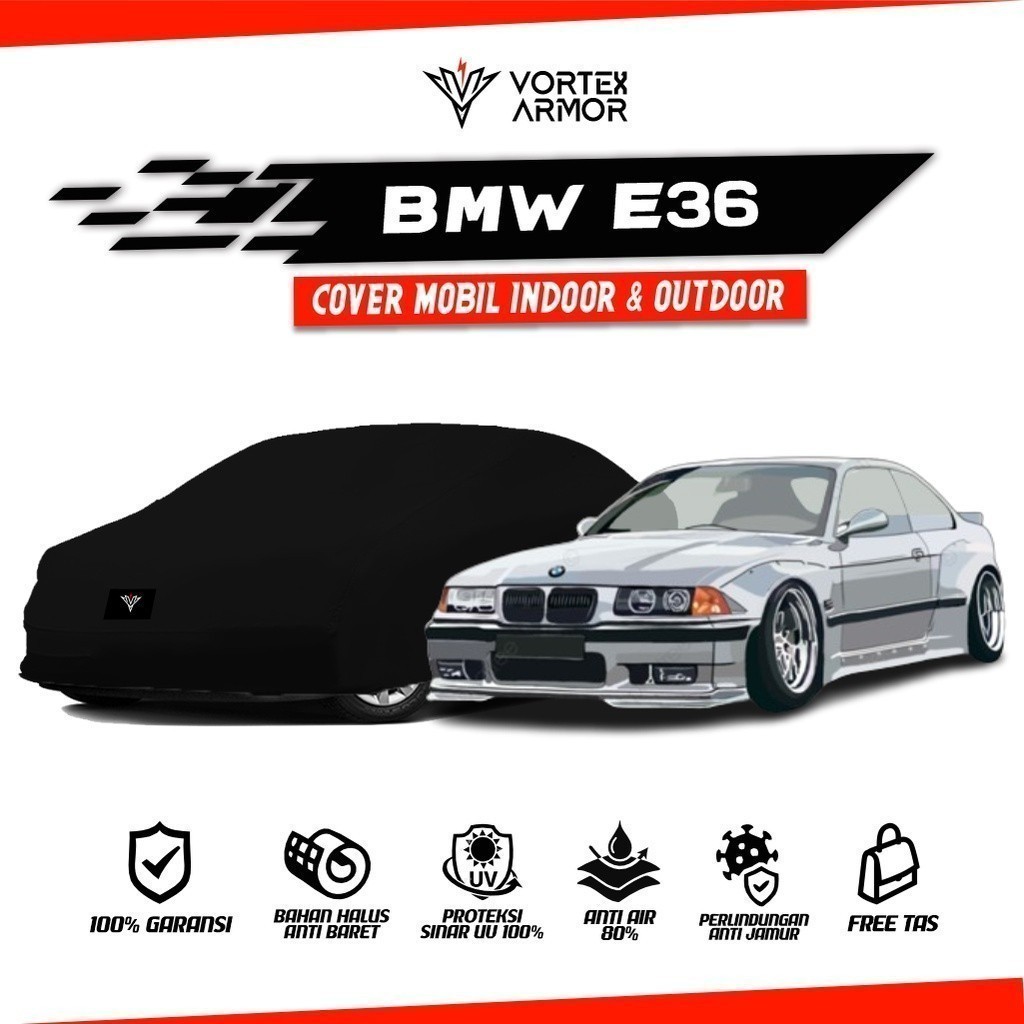 VORTEX
ARMOR
BMW E36
COVER MOBIL INDOOR & OUTDOOR
UV
100% GARANSI
BAHAN HALUS
ANTI BARET
PROTEKSI
SINAR UV 100%
ANTI AIR
80%
PERLINDUNGAN
ANTI JAMUR
FREE TAS